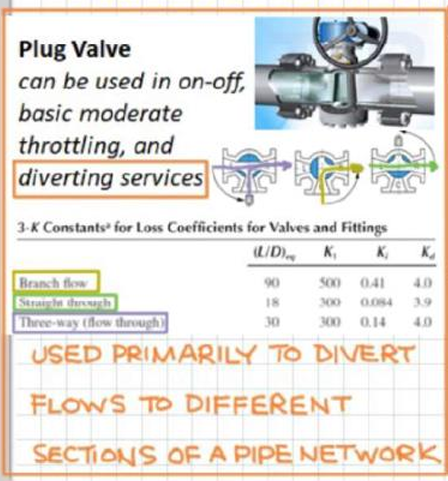 Plug Valve
can be used in on-off,
basic moderate
throttling, and
diverting services
3-K Constantsᵃ for Loss Coefficients for Valves and Fittings
(L/D)eq K₁ Kᵢ K_d
Branch flow 90 500 0.41 4.0
Straight through 18 300 0.084 3.9
Three-way (flow through) 30 300 0.14 4.0
USED PRIMARILY TO DIVERT
FLOWS TO DIFFERENT
SECTIONS OF A PIPE NETWORK